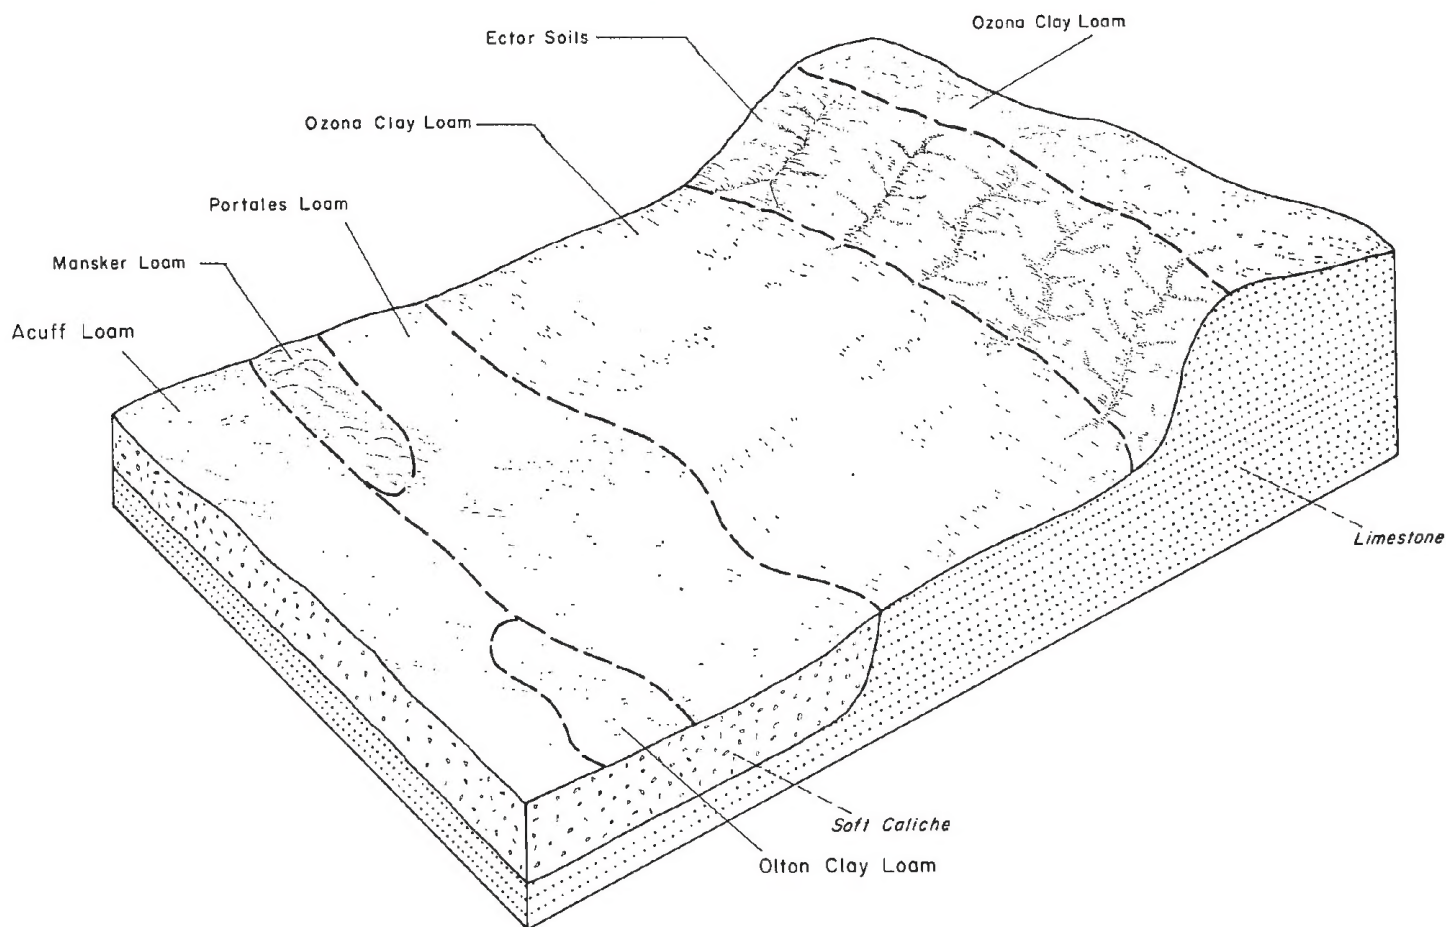 Ozona Clay Loam
Ector Soils
Ozona Clay Loam
Portales Loam
Mansker Loam
Acuff Loam
Limestone
Soft Caliche
Olton Clay Loam